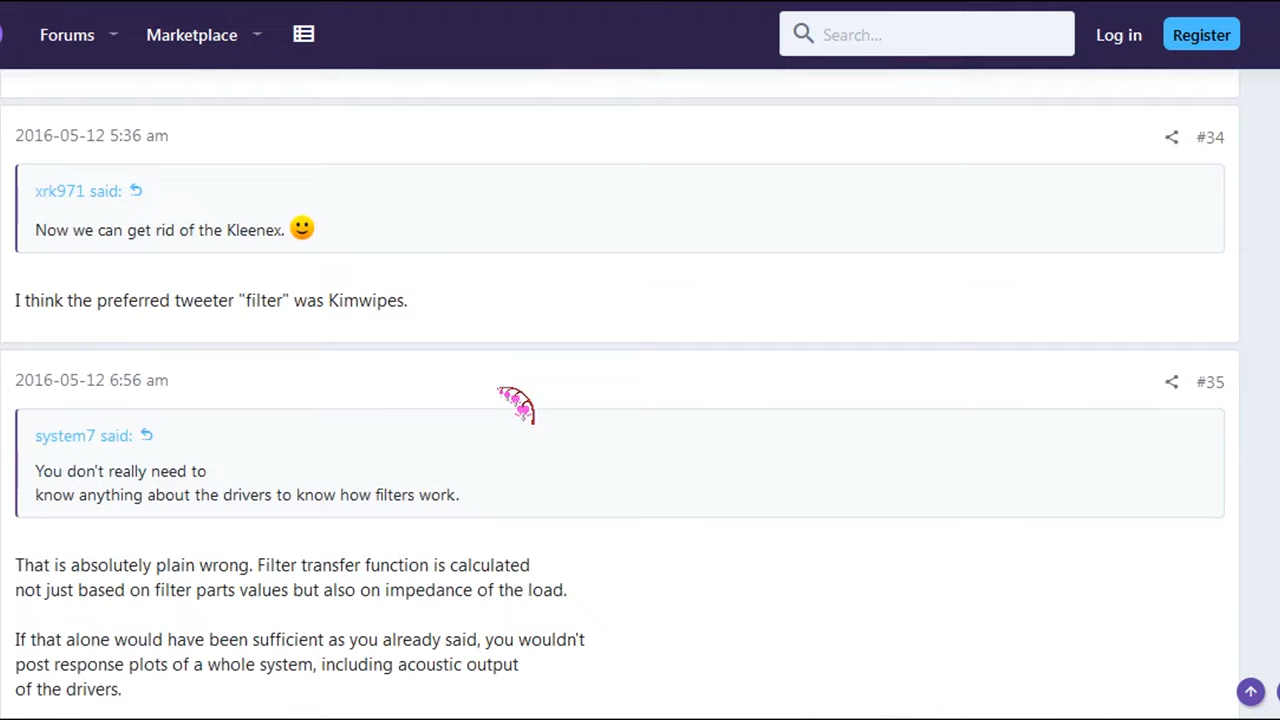 Forums
Marketplace
Search...
Log in
Register
2016-05-12 5:36 am
#34
xrk971 said:
Now we can get rid of the Kleenex.
I think the preferred tweeter "filter" was Kimwipes.
2016-05-12 6:56 am
#35
system7 said:
You don't really need to
know anything about the drivers to know how filters work.
That is absolutely plain wrong. Filter transfer function is calculated
not just based on filter parts values but also on impedance of the load.
If that alone would have been sufficient as you already said, you wouldn't
post response plots of a whole system, including acoustic output
of the drivers.